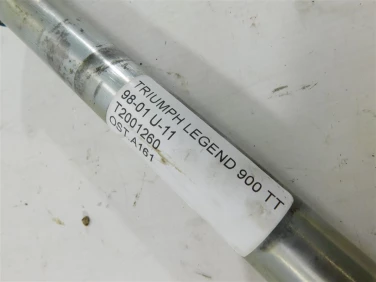 TRIUMPH LEGEND 900 TT
98-01 U-11
T2001260
OST A161